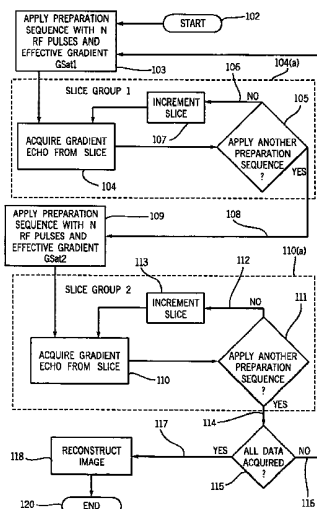 START
102
APPLY PREPARATION
SEQUENCE WITH N
RF PULSES AND
EFFECTIVE GRADIENT
GSat1
103
104(a)
SLICE GROUP 1
106
NO
105
INCREMENT
SLICE
107
ACQUIRE GRADIENT
ECHO FROM SLICE
104
APPLY ANOTHER
PREPARATION
SEQUENCE
?
YES
108
109
APPLY PREPARATION
SEQUENCE WITH N
RF PULSES AND
EFFECTIVE GRADIENT
GSat2
110(a)
SLICE GROUP 2
113
112
NO
111
INCREMENT
SLICE
ACQUIRE GRADIENT
ECHO FROM SLICE
110
APPLY ANOTHER
PREPARATION
SEQUENCE
?
YES
114
117
118
RECONSTRUCT
IMAGE
YES
ALL DATA
ACQUIRED
?
NO
115
116
120
END